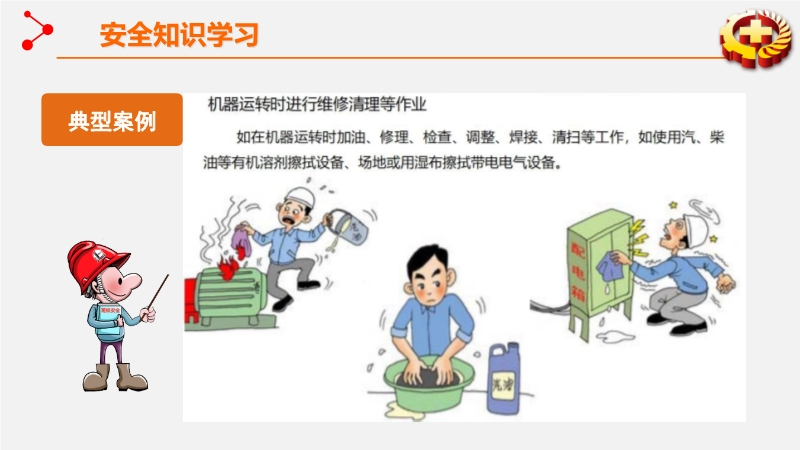 安全知识学习
典型案例
机器运转时进行维修清理等作业
如在机器运转时加油、修理、检查、调整、焊接、清扫等工作，如使用汽、柴
油等有机溶剂擦拭设备、场地或用湿布擦拭带电电气设备。
配电箱
汽油